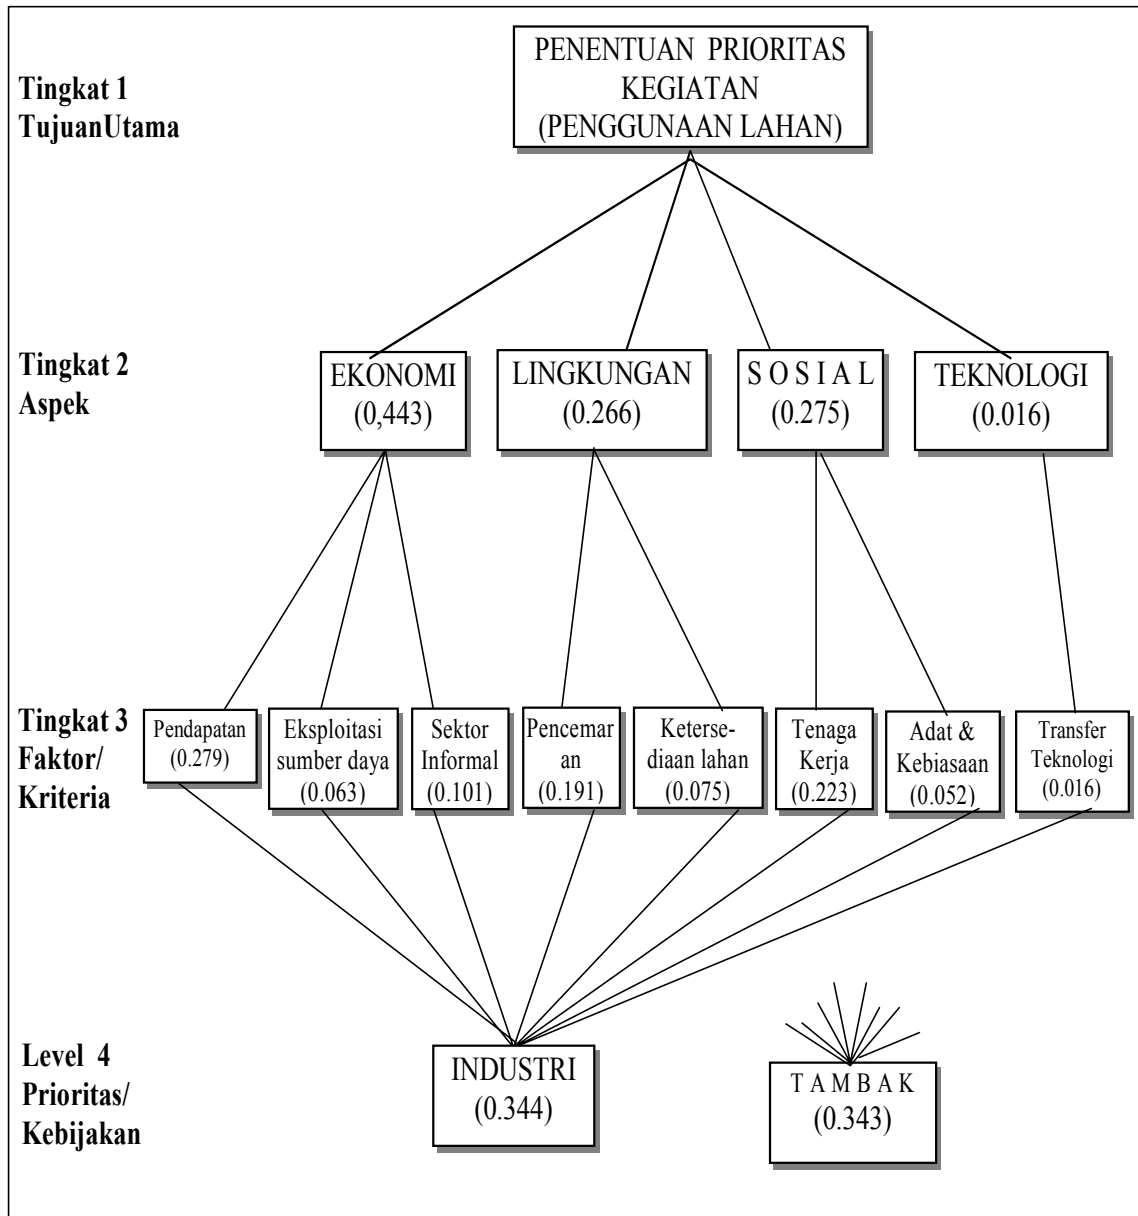 PENENTUAN PRIORITAS
KEGIATAN
(PENGGUNAAN LAHAN)
Tingkat 1
TujuanUtama
Tingkat 2
Aspek
EKONOMI
(0,443)
LINGKUNGAN
(0.266)
S O S I A L
(0.275)
TEKNOLOGI
(0.016)
Tingkat 3
Faktor/
Kriteria
Pendapatan
(0.279)
Eksploitasi
sumber daya
(0.063)
Sektor
Informal
(0.101)
Pencemar
an
(0.191)
Keterse-
diaan lahan
(0.075)
Tenaga
Kerja
(0.223)
Adat &
Kebiasaan
(0.052)
Transfer
Teknologi
(0.016)
Level 4
Prioritas/
Kebijakan
INDUSTRI
(0.344)
T A M B A K
(0.343)